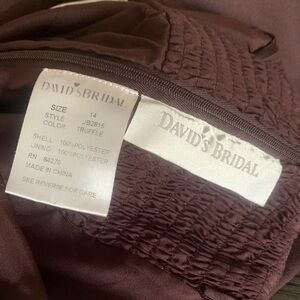 DAVID'S BRIDAL
SIZE 14
STYLE JB2815
COLOR TRUFFLE
SHELL: 100%POLYESTER
LINING: 100%POLYESTER
RN 84270
MADE IN CHINA
SEE REVERSE FOR CARE
DAVID'S BRIDAL